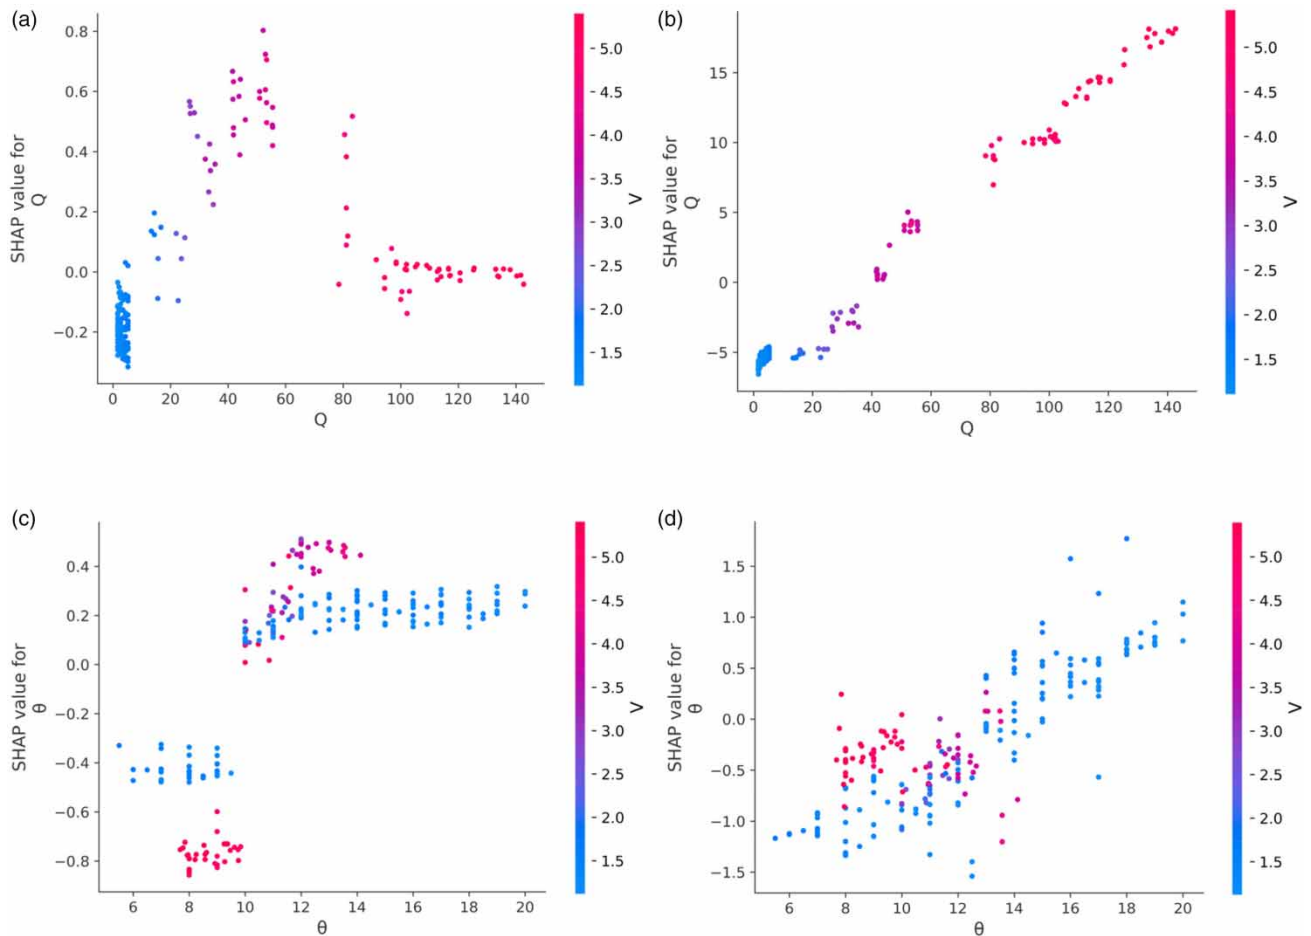 (a)
0.8
0.6
0.4
0.2
0.0
−0.2
0 20 40 60 80 100 120 140
Q
SHAP value for
Q
5.0
4.5
4.0
3.5
3.0
2.5
2.0
1.5
V
(b)
15
10
5
0
−5
0 20 40 60 80 100 120 140
Q
SHAP value for
Q
5.0
4.5
4.0
3.5
3.0
2.5
2.0
1.5
V
(c)
0.4
0.2
0.0
−0.2
−0.4
−0.6
−0.8
6 8 10 12 14 16 18 20
θ
SHAP value for
θ
5.0
4.5
4.0
3.5
3.0
2.5
2.0
1.5
V
(d)
1.5
1.0
0.5
0.0
−0.5
−1.0
−1.5
6 8 10 12 14 16 18 20
θ
SHAP value for
θ
5.0
4.5
4.0
3.5
3.0
2.5
2.0
1.5
V